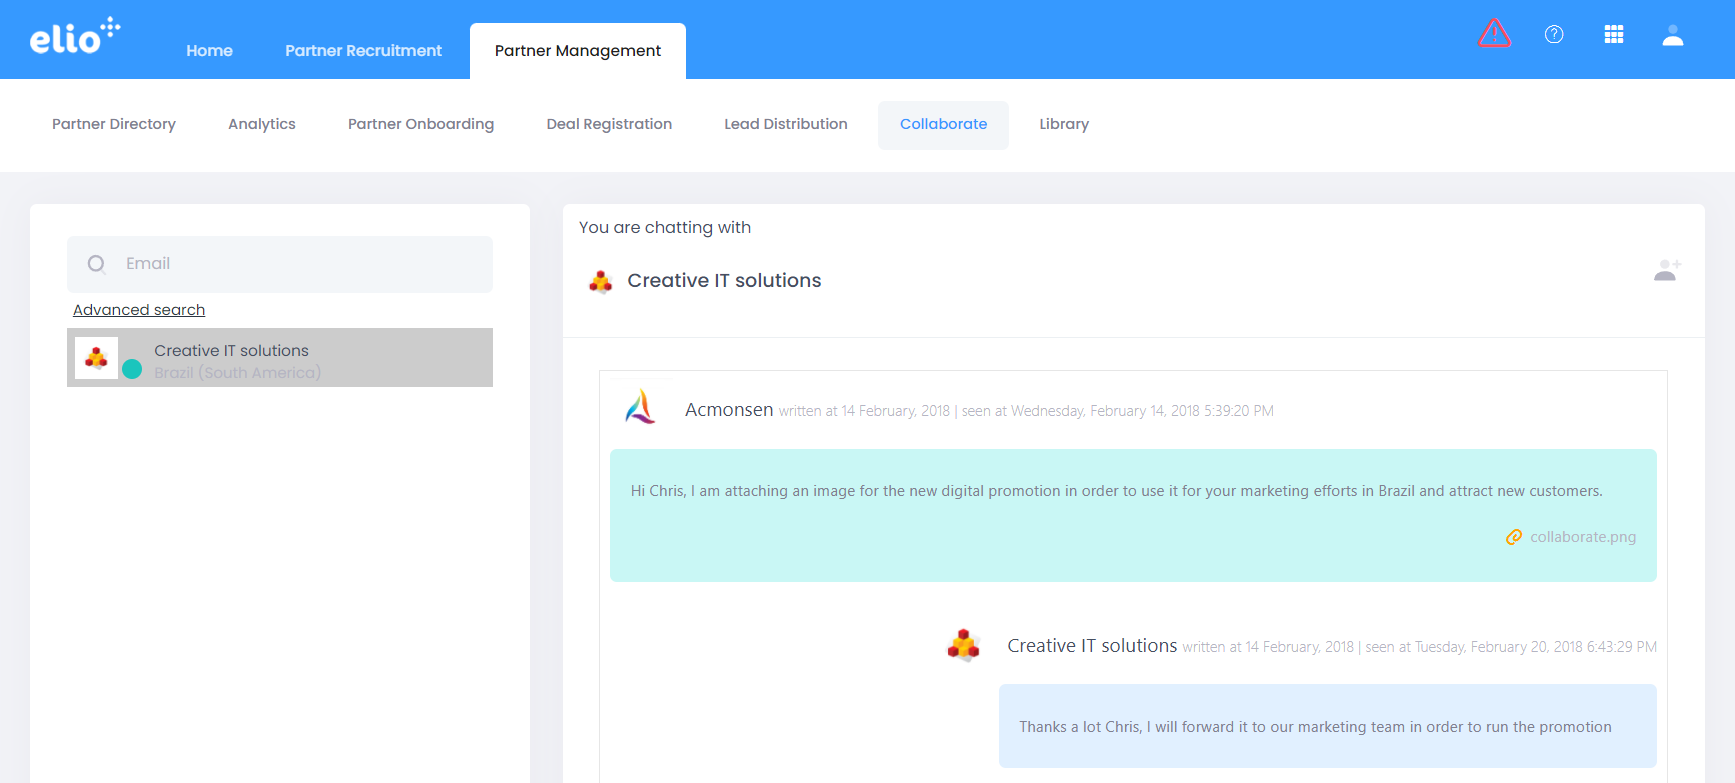 elio
Home
Partner Recruitment
Partner Management
Partner Directory
Analytics
Partner Onboarding
Deal Registration
Lead Distribution
Collaborate
Library
Email
Advanced search
Creative IT solutions
Brazil (South America)
You are chatting with
Creative IT solutions
Acmonsen written at 14 February, 2018 | seen at Wednesday, February 14, 2018 5:39:20 PM
Hi Chris, I am attaching an image for the new digital promotion in order to use it for your marketing efforts in Brazil and attract new customers.
collaborate.png
Creative IT solutions written at 14 February, 2018 | seen at Tuesday, February 20, 2018 6:43:29 PM
Thanks a lot Chris, I will forward it to our marketing team in order to run the promotion